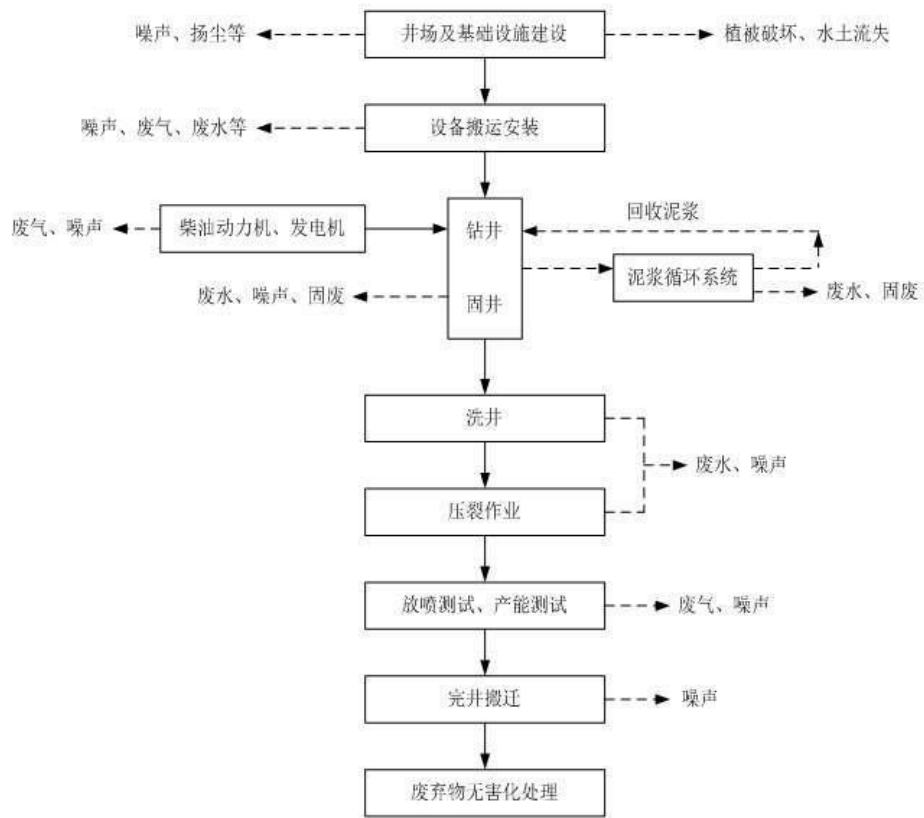 噪声、扬尘等
井场及基础设施建设
植被破坏、水土流失
噪声、废气、废水等
设备搬运安装
废气、噪声
柴油动力机、发电机
钻井
回收泥浆
泥浆循环系统
废水、噪声、固废
固井
废水、固废
洗井
废水、噪声
压裂作业
放喷测试、产能测试
废气、噪声
完井搬迁
噪声
废弃物无害化处理